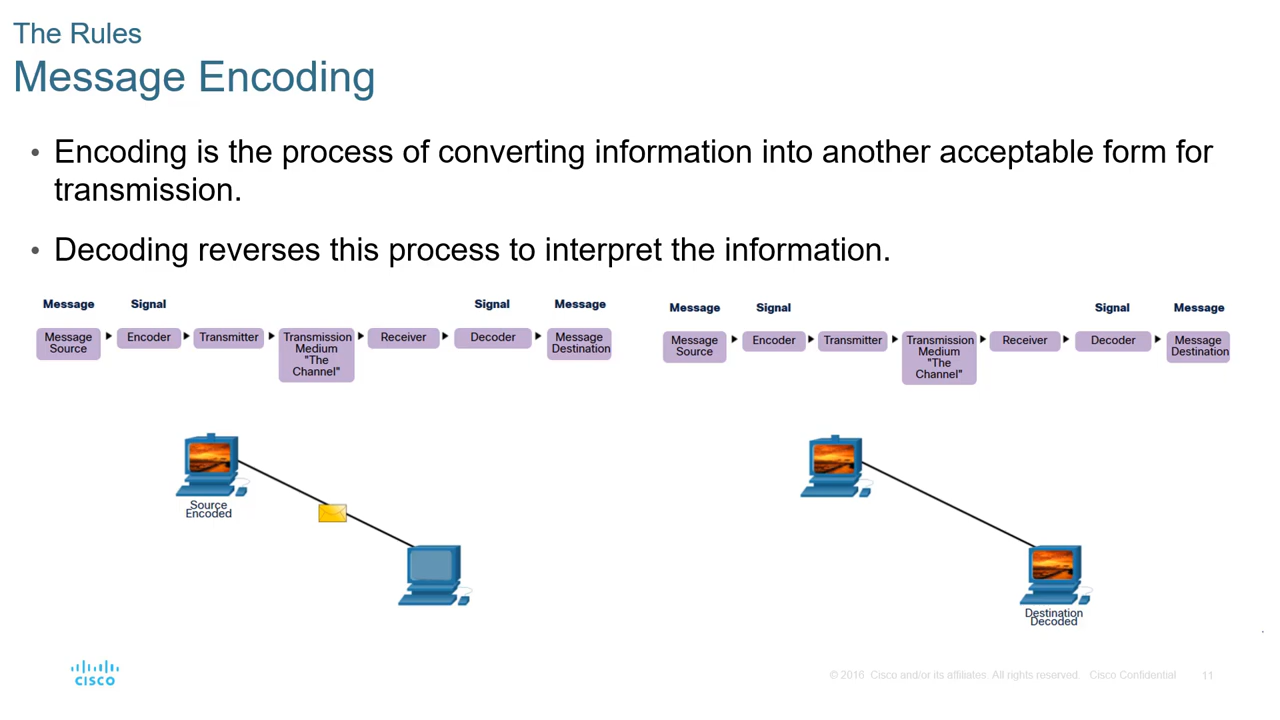 The Rules
Message Encoding
• Encoding is the process of converting information into another acceptable form for
transmission.
• Decoding reverses this process to interpret the information.
Message Signal Signal Message
Message
Source
Encoder
Transmitter
Transmission
Medium
"The
Channel"
Receiver
Decoder
Message
Destination
Source
Encoded
Message Signal Signal Message
Message
Source
Encoder
Transmitter
Transmission
Medium
"The
Channel"
Receiver
Decoder
Message
Destination
Destination
Decoded
CISCO
© 2016 Cisco and/or its affiliates. All rights reserved. Cisco Confidential 11